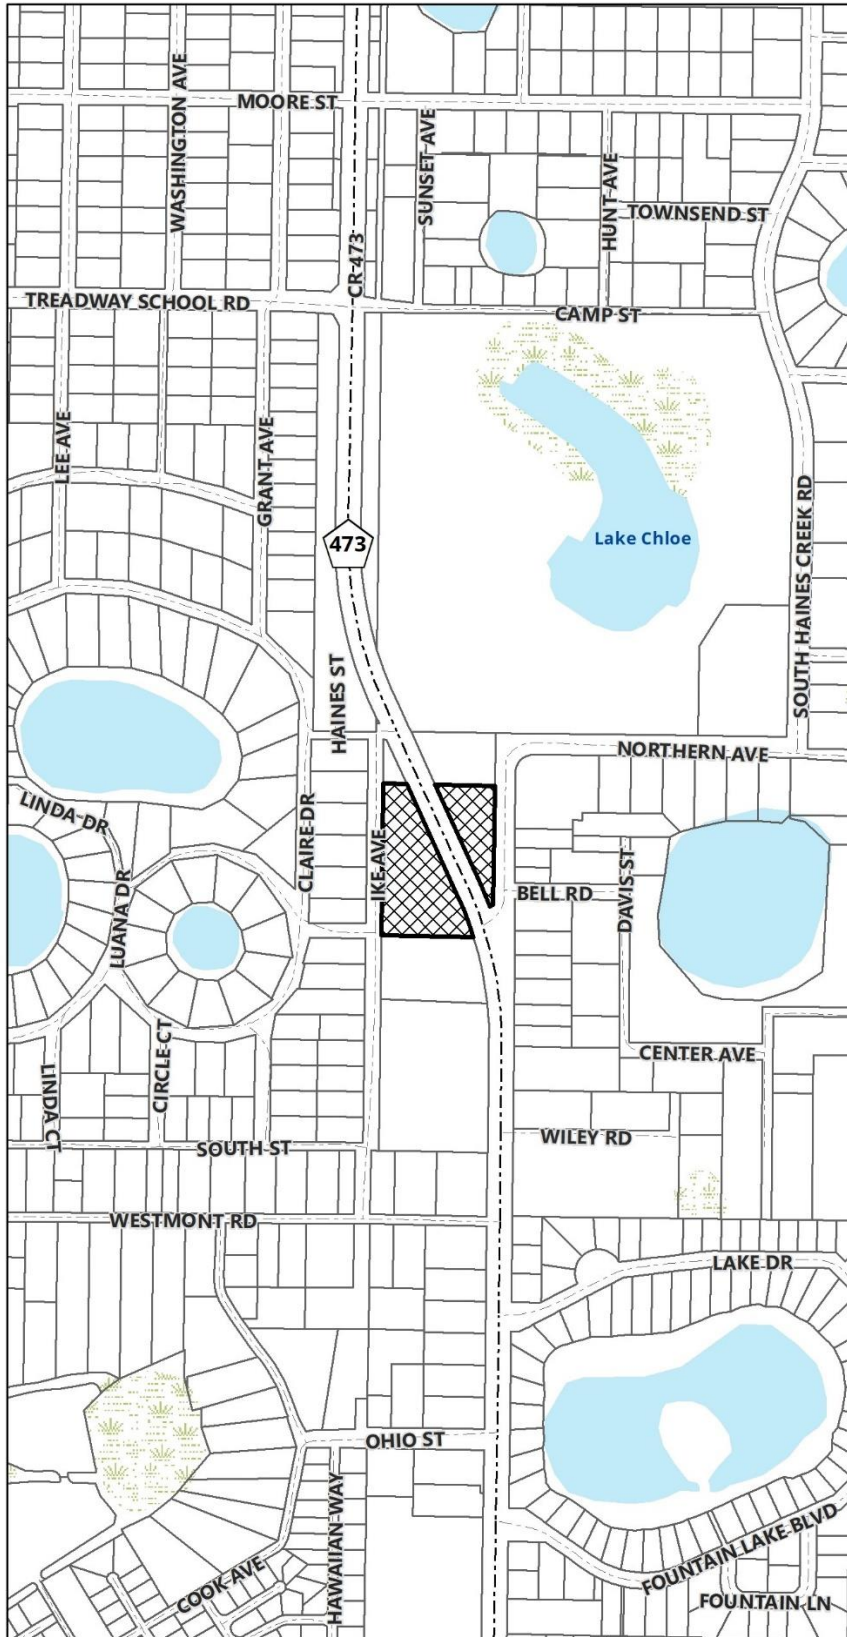 WASHINGTON AVE
MOORE ST
SUNSET AVE
HUNT AVE
TOWNSEND ST
CR 473
TREADWAY SCHOOL RD
CAMP ST
LEE AVE
GRANT AVE
SOUTH HAINES CREEK RD
473
Lake Chloe
HAINES ST
NORTHERN AVE
LINDA DR
CLAIRE DR
IKE AVE
LUANA DR
BELL RD
DAVIS ST
CIRCLE CT
LINDA CT
CENTER AVE
WILEY RD
SOUTH ST
WESTMONT RD
LAKE DR
OHIO ST
HAWAIIAN WAY
COOK AVE
FOUNTAIN LAKE BLVD
FOUNTAIN LN